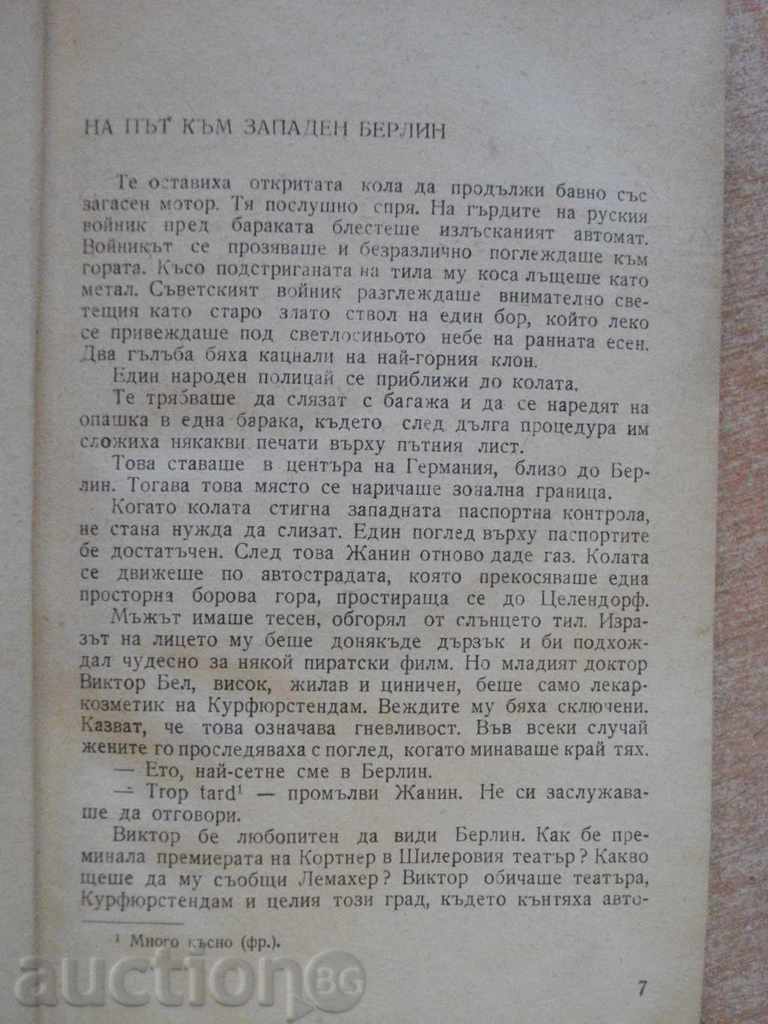 НА ПЪТ КЪМ ЗАПАДЕН БЕРЛИН
Те оставиха откритата кола да продължи бавно със
загасен мотор. Тя послушно спря. На гърдите на руския
войник пред бараката блестеше излъсканият автомат.
Войникът се прозяваше и безразлично поглеждаше към
гората. Късо подстриганата на тила му коса лъщеше като
метал. Съветският войник разглеждаше внимателно све-
тещия като старо злато ствол на един бор, който леко
се привеждаше под светлосиньото небе на ранната есен.
Два гълъба бяха кацнали на най-горния клон.
Един народен полицай се приближи до колата.
Те трябваше да слязат с багажа и да се наредят на
опашка в една барака, където след дълга процедура им
сложиха някакви печати върху пътния лист.
Това ставаше в центъра на Германия, близо до Бер-
лин. Тогава това място се наричаше зонална граница.
Когато колата стигна западната паспортна контрола,
не стана нужда да слизат. Един поглед върху паспортите
бе достатъчен. След това Жанин отново даде газ. Колата
се движеше по автострадата, която прекосяваше една
просторна борова гора, простираща се до Целендорф.
Мъжът имаше тесен, обгорял от слънцето тил. Изра-
зът на лицето му беше донякъде дързък и би подхож-
дал чудесно за някой пиратски филм. Но младият доктор
Виктор Бел, висок, жилав и циничен, беше само лекар-
козметик на Курфюрстендам. Веждите му бяха сключени.
Казват, че това означава гневливост. Във всеки случай
жените го проследяваха с поглед, когато минаваше край тях.
— Ето, най-сетне сме в Берлин.
— Trop tard¹ — промълви Жанин. Не си заслужава-
ше да отговори.
Виктор бе любопитен да види Берлин. Как бе пре-
минала премиерата на Кортнер в Шилеровия театър? Какво
щеше да му съобщи Лемахер? Виктор обичаше театъра,
Курфюрстендам и целия този град, където кънтяха авто-
¹ Много късно (фр.).
7
auction BG